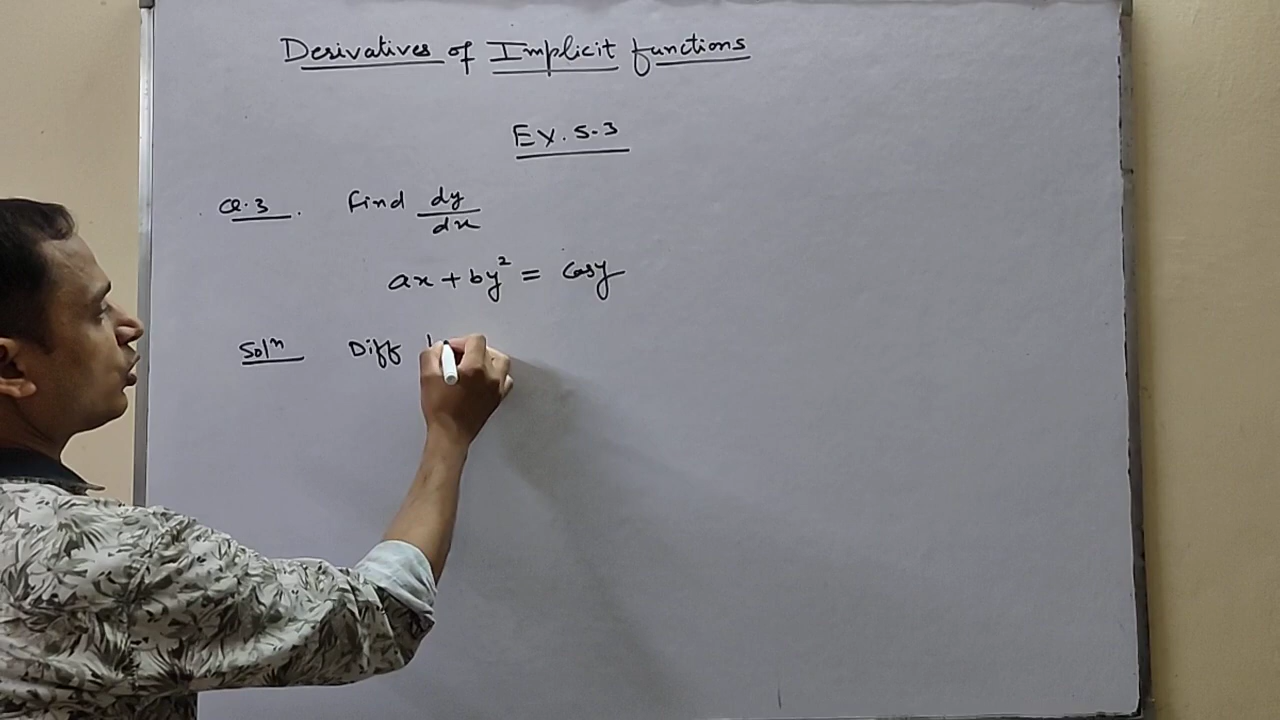 Derivatives of Implicit functions
Ex. 5.3
Q.3. Find dy/dx
ax + by² = Cosy
Solⁿ Diff